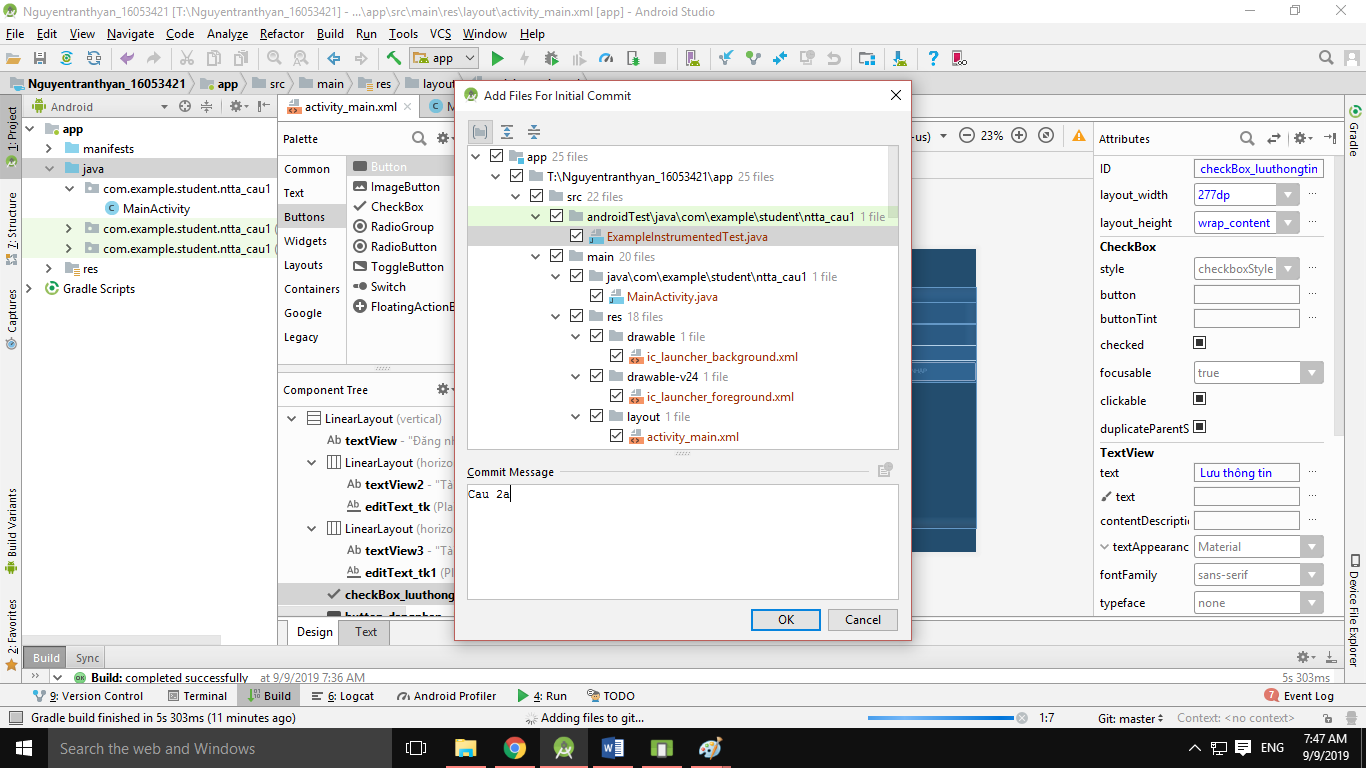 Nguyentranthyan_16053421 [T:\Nguyentranthyan_16053421] - ...\app\src\main\res\layout\activity_main.xml [app] - Android Studio
File Edit View Navigate Code Analyze Refactor Build Run Tools VCS Window Help
app
Nguyentranthyan_16053421 app src main res layout
1: Project
7: Structure
Captures
Build Variants
2: Favorites
Android
app
manifests
java
com.example.student.ntta_cau1
MainActivity
com.example.student.ntta_cau1
com.example.student.ntta_cau1
res
Gradle Scripts
activity_main.xml
Palette
Common
Text
Buttons
Widgets
Layouts
Containers
Google
Legacy
Button
ImageButton
CheckBox
RadioGroup
RadioButton
ToggleButton
Switch
FloatingActionB
Component Tree
LinearLayout (vertical)
Ab textView - "Đăng nh
LinearLayout (horizo
Ab textView2 - "Tà
Ab editText_tk (Pla
LinearLayout (horizo
Ab textView3 - "Tà
Ab editText_tk1 (Pl
checkBox_luuthong
Design Text
Add Files For Initial Commit
app 25 files
T:\Nguyentranthyan_16053421\app 25 files
src 22 files
androidTest\java\com\example\student\ntta_cau1 1 file
ExampleInstrumentedTest.java
main 20 files
java\com\example\student\ntta_cau1 1 file
MainActivity.java
res 18 files
drawable 1 file
ic_launcher_background.xml
drawable-v24 1 file
ic_launcher_foreground.xml
layout 1 file
activity_main.xml
Commit Message
Cau 2a
OK Cancel
-us) 23%
Attributes
ID checkBox_luuthongtin
layout_width 277dp
layout_height wrap_content
CheckBox
style checkboxStyle
button
buttonTint
checked
focusable true
clickable
duplicateParentS
TextView
text Lưu thông tin
text
contentDescriptio
textAppearanc Material
fontFamily sans-serif
typeface none
Gradle
Device File Explorer
Build Sync
Build: completed successfully at 9/9/2019 7:36 AM 5s 303ms
9: Version Control Terminal Build 6: Logcat Android Profiler 4: Run TODO 7 Event Log
Gradle build finished in 5s 303ms (11 minutes ago) Adding files to git... 1:7 Git: master Context: <no context>
Search the web and Windows
ENG
7:47 AM
9/9/2019